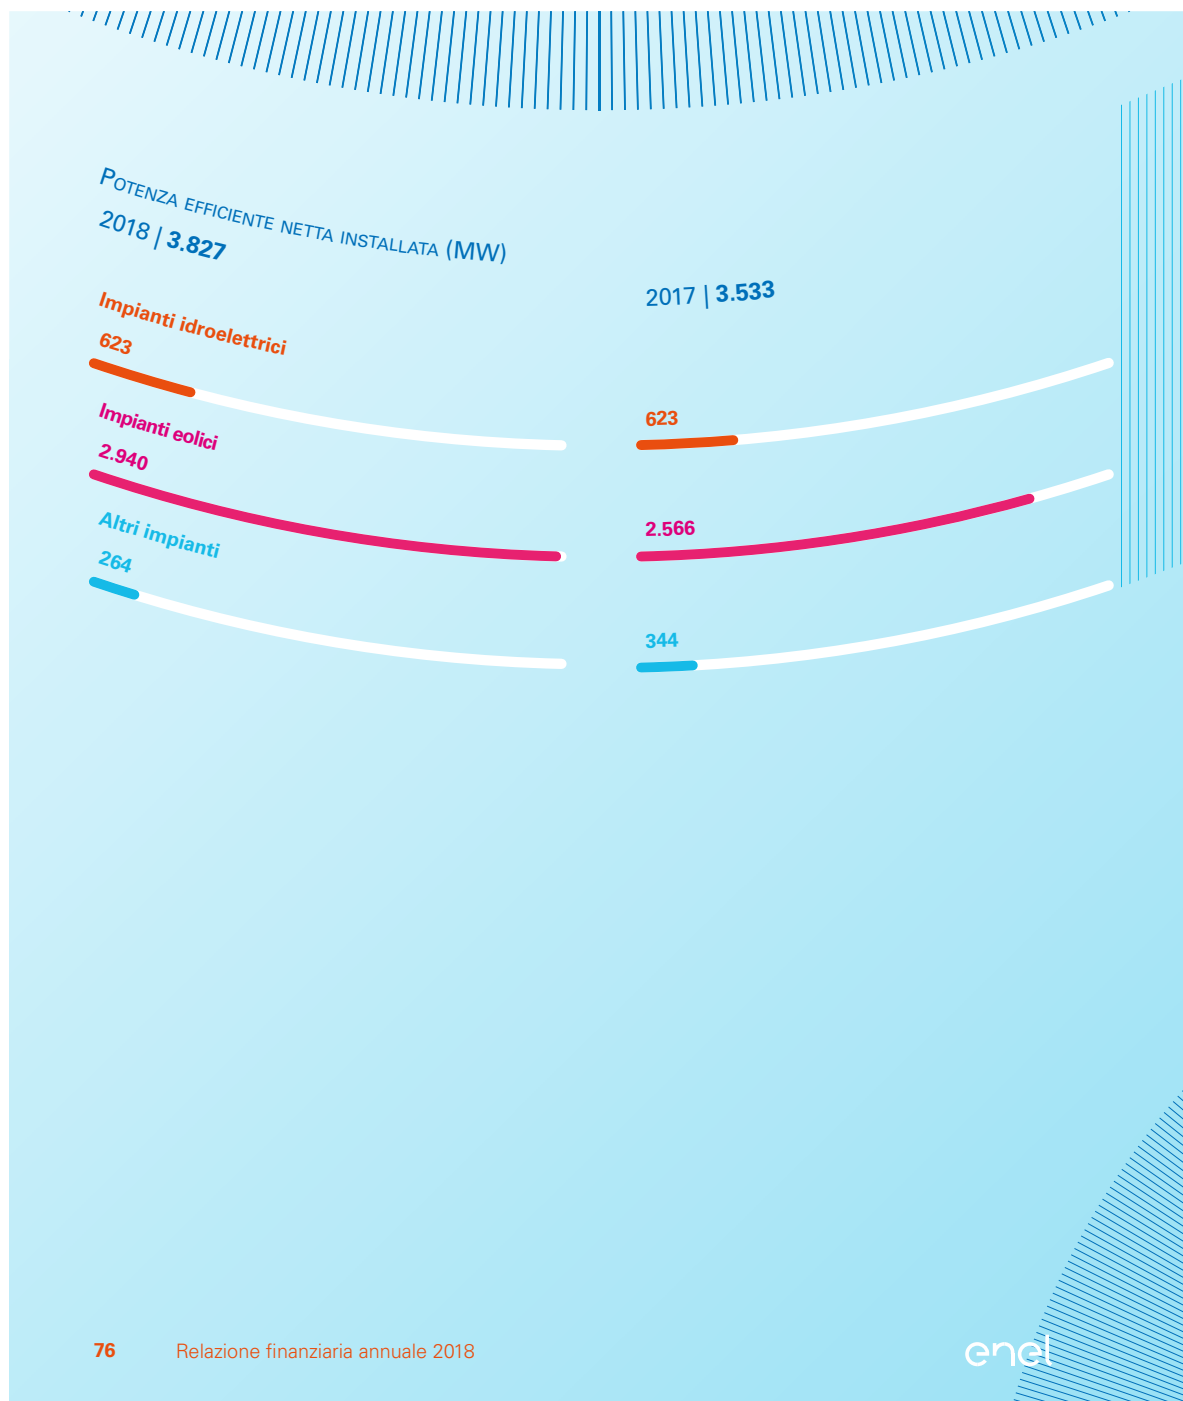 Potenza efficiente netta installata (MW)
2018 | 3.827
2017 | 3.533
Impianti idroelettrici
623
623
Impianti eolici
2.940
2.566
Altri impianti
264
344
76 Relazione finanziaria annuale 2018
enel